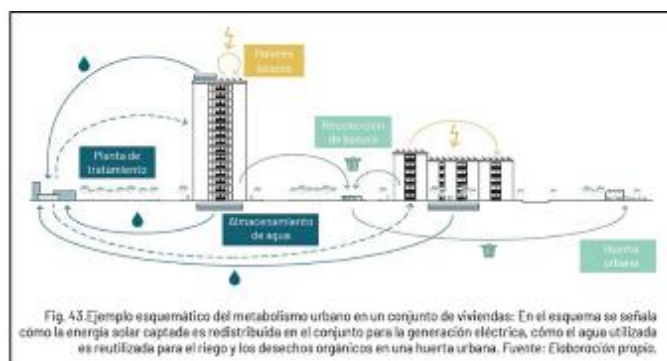 Paneles
solares
Recolección
de basura
Planta de
tratamiento
Almacenamiento
de agua
Huerta
urbana
Fig. 43.Ejemplo esquemático del metabolismo urbano en un conjunto de viviendas: En el esquema se señala
cómo la energía solar captada es redistribuida en el conjunto para la generación eléctrica, cómo el agua utilizada
es reutilizada para el riego y los desechos orgánicos en una huerta urbana. Fuente: Elaboración propia.